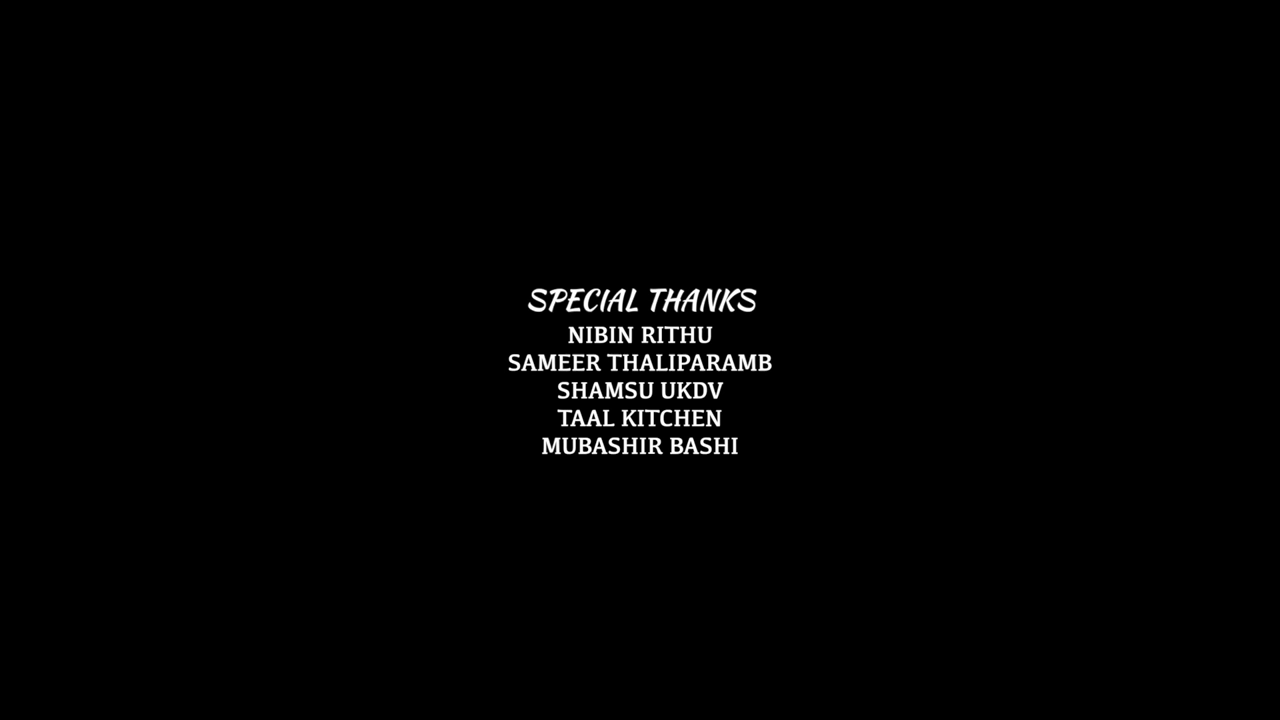 SPECIAL THANKS
NIBIN RITHU
SAMEER THALIPARAMB
SHAMSU UKDV
TAAL KITCHEN
MUBASHIR BASHI